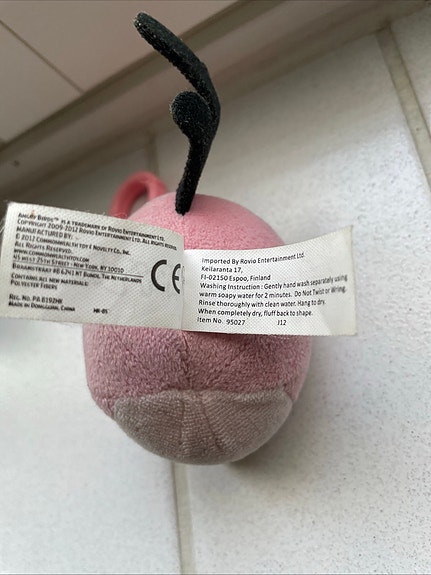 ANGRY BIRDS™ IS A TRADEMARK OF ROVIO ENTERTAINMENT LTD.
COPYRIGHT 2009-2012 ROVIO ENTERTAINMENT LTD. ALL RIGHTS RESERVED.
MANUFACTURED BY:
© 2012 COMMONWEALTH TOY & NOVELTY CO., INC.
ALL RIGHTS RESERVED.
WWW.COMMONWEALTHTOY.COM
45 WEST 25TH STREET • NEW YORK, NY 10010
BRAAMSTRAAT 8B 6741 NT BUNDE, THE NETHERLANDS
CONTAINS ALL NEW MATERIALS:
POLYESTER FIBERS
REG. NO. PA 8192HK
MADE IN DONGGUAN, CHINA HK-05
CE
Imported By Rovio Entertainment Ltd.
Keilaranta 17,
FI-02150 Espoo, Finland
Washing Instruction: Gently hand wash separately using
warm soapy water for 2 minutes. Do Not Twist or Wring.
Rinse thoroughly with clean water. Hang to dry.
When completely dry, fluff back to shape.
Item No. 95027 J12